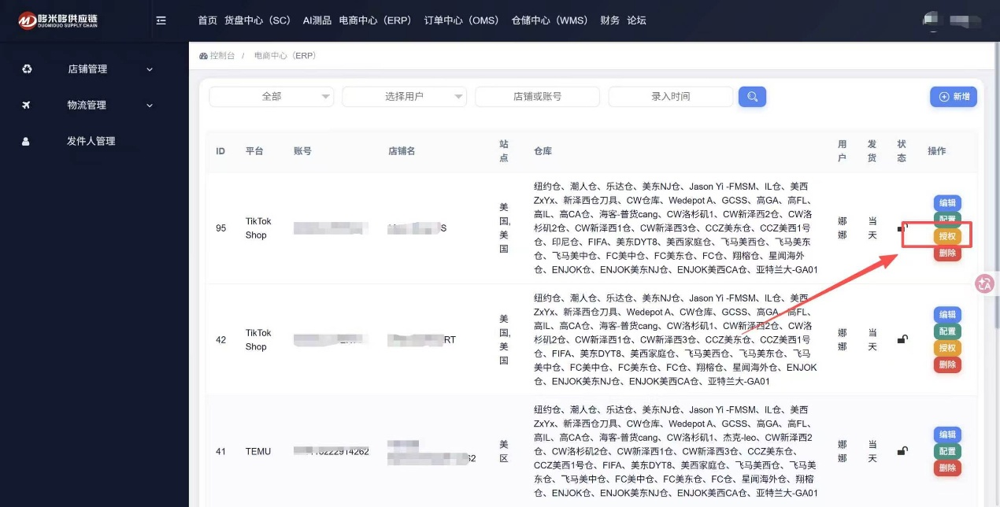 哆米哆供应链
DUOMIDUO SUPPLY CHAIN
首页 货盘中心（SC） AI测品 电商中心（ERP） 订单中心（OMS） 仓储中心（WMS） 财务 论坛
店铺管理
物流管理
发件人管理
控制台 / 电商中心（ERP）
全部 选择用户 店铺或账号 录入时间 新增
ID 平台 账号 店铺名 站点 仓库 用户 发货 状态 操作
95
TikTok
Shop
S
美
国,
美
国
纽约仓、潮人仓、乐达仓、美东NJ仓、Jason Yi -FMSM、IL仓、美西
ZxYx、新泽西仓刀具、CW仓库、Wedepot A、GCSS、高GA、高FL、
高IL、高CA仓、海客-普货cang、CW洛杉矶1、CW新泽西2仓、CW洛
杉矶2仓、CW新泽西1仓、CW新泽西3仓、CCZ美东仓、CCZ美西1号
仓、印尼仓、FIFA、美东DYT8、美西家庭仓、飞马美西仓、飞马美东
仓、飞马美中仓、FC美中仓、FC美东仓、FC仓、翔榕仓、星闻海外
仓、ENJOK仓、ENJOK美东NJ仓、ENJOK美西CA仓、亚特兰大-GA01
娜
娜
当
天
编辑
配置
授权
删除
42
TikTok
Shop
RT
美
国,
美
国
纽约仓、潮人仓、乐达仓、美东NJ仓、Jason Yi -FMSM、IL仓、美西
ZxYx、新泽西仓刀具、Wedepot A、CW仓库、GCSS、高GA、高FL、
高IL、高CA仓、海客-普货cang、CW洛杉矶1、CW新泽西2仓、CW洛
杉矶2仓、CW新泽西1仓、CW新泽西3仓、CCZ美东仓、CCZ美西1号
仓、FIFA、美东DYT8、美西家庭仓、飞马美西仓、飞马美东仓、飞马
美中仓、FC美中仓、FC美东仓、FC仓、翔榕仓、星闻海外仓、ENJOK
仓、ENJOK美东NJ仓、ENJOK美西CA仓、亚特兰大-GA01
娜
娜
当
天
编辑
配置
授权
删除
41
TEMU
美
区
纽约仓、潮人仓、乐达仓、美东NJ仓、Jason Yi -FMSM、IL仓、美西
ZxYx、新泽西仓刀具、CW仓库、Wedepot A、GCSS、高GA、高FL、
高IL、高CA仓、海客-普货cang、CW洛杉矶1、杰克-leo、CW新泽西2
仓、CW洛杉矶2仓、CW新泽西1仓、CW新泽西3仓、CCZ美东仓、
CCZ美西1号仓、FIFA、美东DYT8、美西家庭仓、飞马美西仓、飞马美
东仓、飞马美中仓、FC美中仓、FC美东仓、FC仓、星闻海外仓、翔榕
仓、ENJOK仓、ENJOK美东NJ仓、ENJOK美西CA仓、亚特兰大-GA01
娜
娜
当
天
编辑
配置
删除